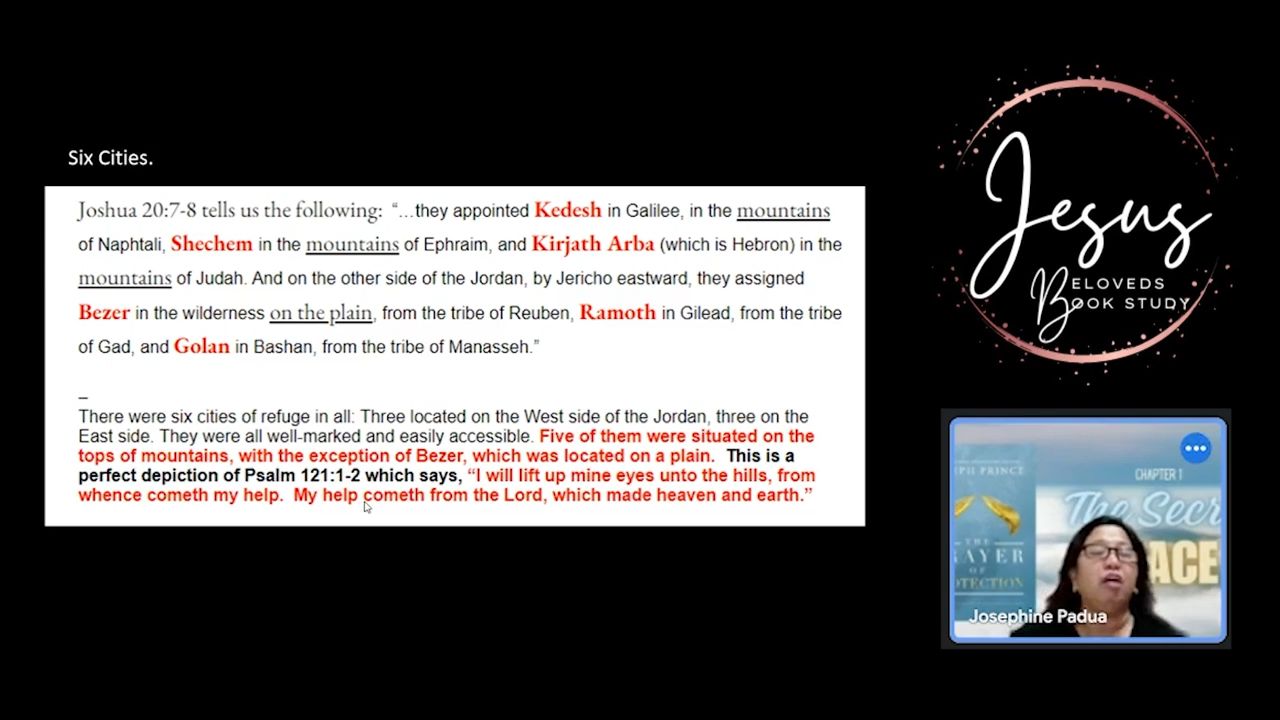 Six Cities.
Joshua 20:7-8 tells us the following: “...they appointed Kedesh in Galilee, in the mountains
of Naphtali, Shechem in the mountains of Ephraim, and Kirjath Arba (which is Hebron) in the
mountains of Judah. And on the other side of the Jordan, by Jericho eastward, they assigned
Bezer in the wilderness on the plain, from the tribe of Reuben, Ramoth in Gilead, from the tribe
of Gad, and Golan in Bashan, from the tribe of Manasseh.”
–
There were six cities of refuge in all: Three located on the West side of the Jordan, three on the
East side. They were all well-marked and easily accessible. Five of them were situated on the
tops of mountains, with the exception of Bezer, which was located on a plain. This is a
perfect depiction of Psalm 121:1-2 which says, “I will lift up mine eyes unto the hills, from
whence cometh my help. My help cometh from the Lord, which made heaven and earth.”
Jesus
BELOVEDS
BOOK STUDY
PH PRINCE
CHAPTER 1
The Secr
THE
RAYER
ACE
OF
OTECTION
Josephine Padua